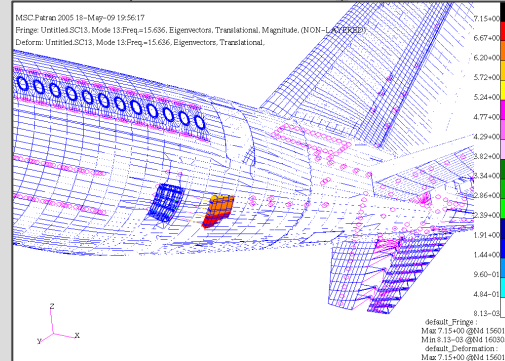 MSC.Patran 2005 18-May-09 19:56:17
Fringe: Untitled.SC13, Mode 13:Freq.=15.636, Eigenvectors, Translational, Magnitude, (NON-LAYERED)
Deform: Untitled.SC13, Mode 13:Freq.=15.636, Eigenvectors, Translational,
7.15+00
6.67+00
6.20+00
5.72+00
5.24+00
4.77+00
4.29+00
3.82+00
3.34+00
2.86+00
2.39+00
1.91+00
1.44+00
9.60-01
4.84-01
8.13-03
Z
Y
X
default_Fringe :
Max 7.15+00 @Nd 15601
Min 8.13-03 @Nd 16030
default_Deformation :
Max 7.15+00 @Nd 15601